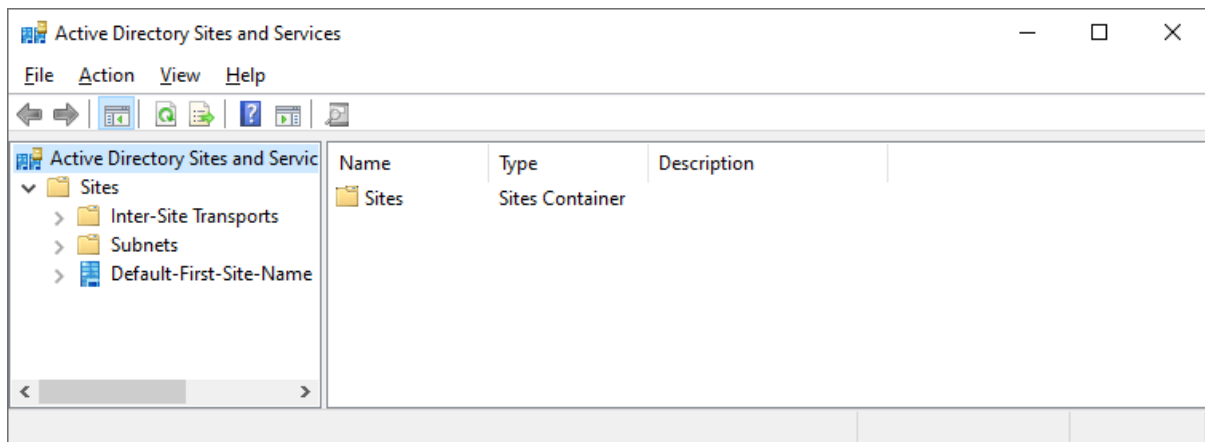 Active Directory Sites and Services
File Action View Help
Active Directory Sites and Servic
Sites
Inter-Site Transports
Subnets
Default-First-Site-Name
Name Type Description
Sites Sites Container